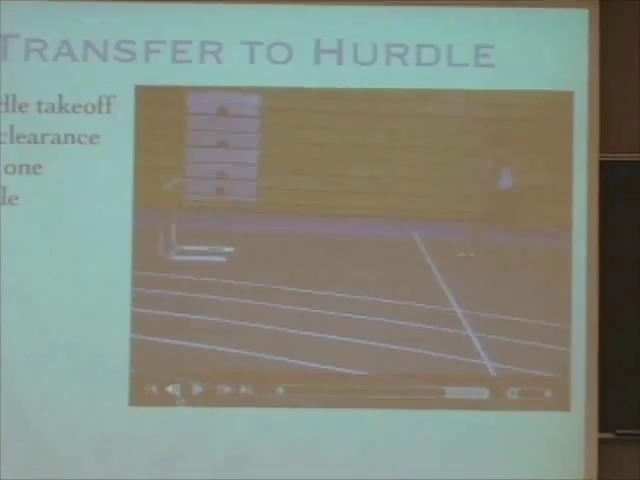 TRANSFER TO HURDLE
dle takeoff
clearance
one
le